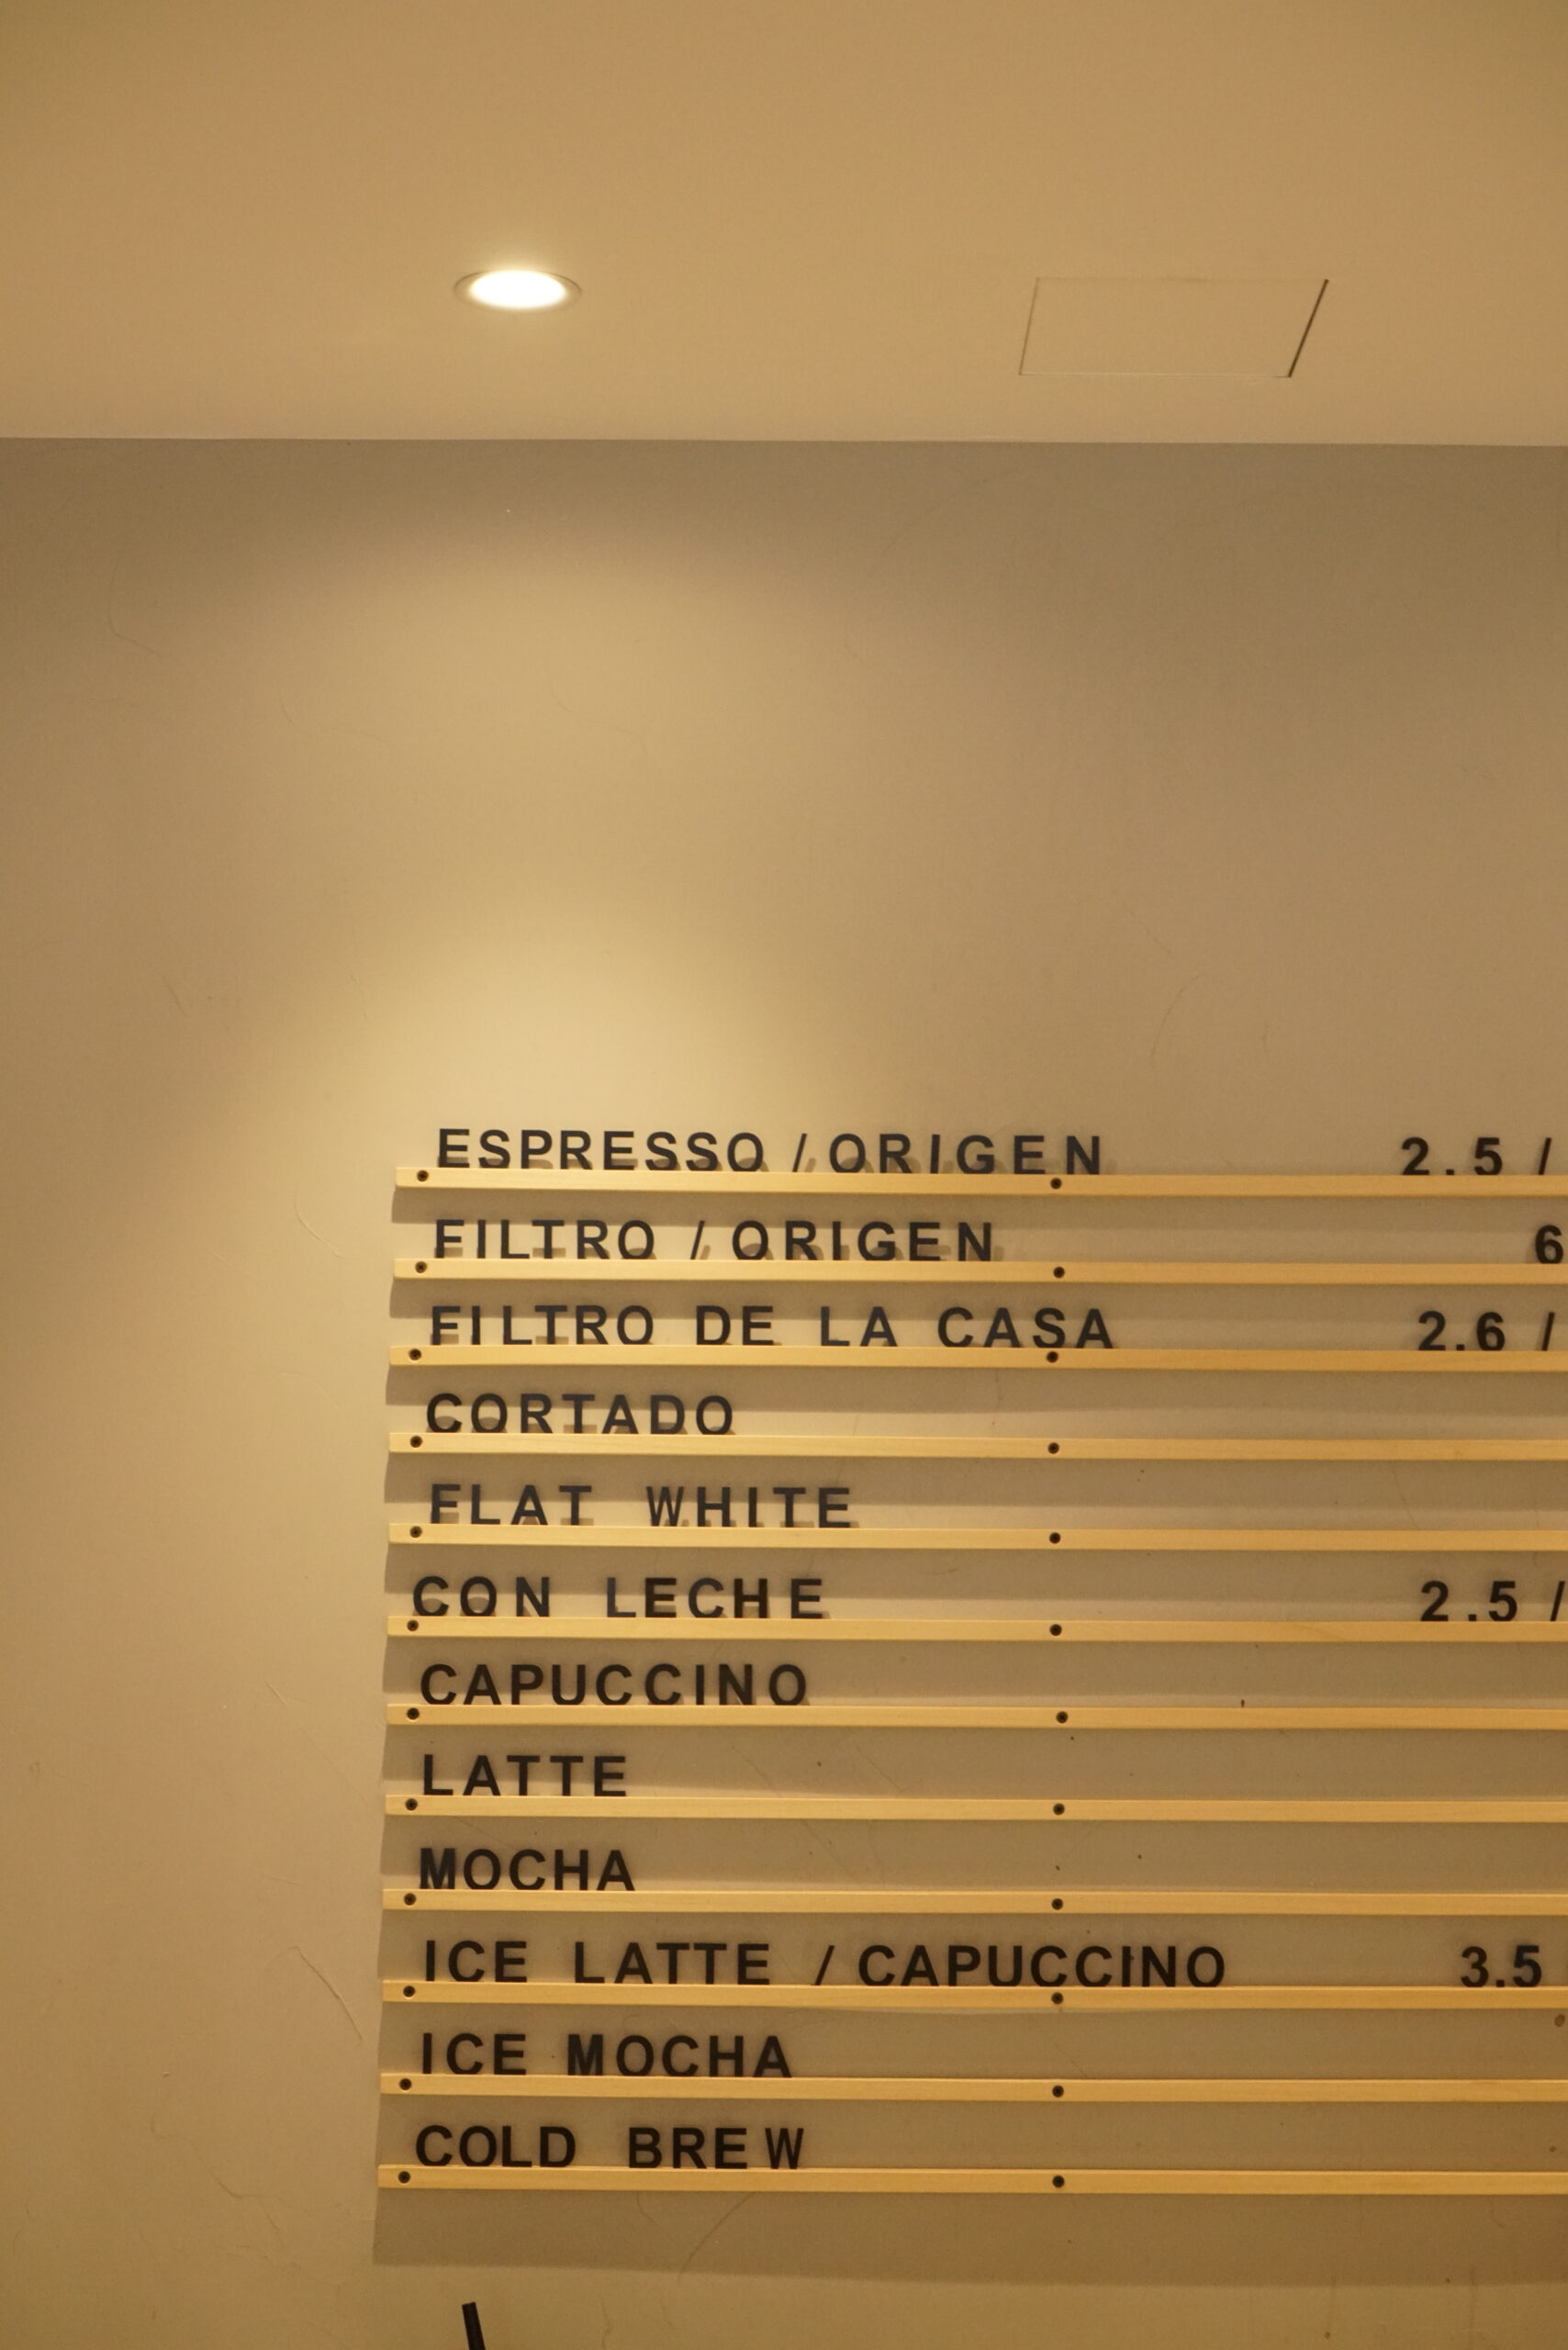 ESPRESSO / ORIGEN 2.5 /
FILTRO / ORIGEN 6
FILTRO DE LA CASA 2.6 /
CORTADO
FLAT WHITE
CON LECHE 2.5 /
CAPUCCINO
LATTE
MOCHA
ICE LATTE / CAPUCCINO 3.5
ICE MOCHA
COLD BREW